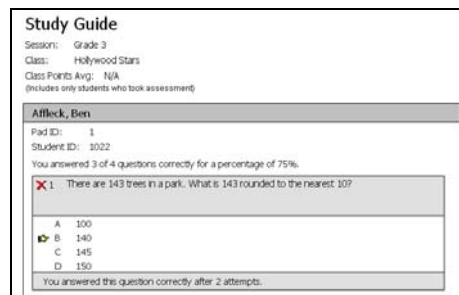 Study Guide
Session: Grade 3
Class: Hollywood Stars
Class Points Avg: N/A
(Includes only students who took assessment)
Affleck, Ben
Pad ID: 1
Student ID: 1022
You answered 3 of 4 questions correctly for a percentage of 75%.
1 There are 143 trees in a park. What is 143 rounded to the nearest 10?
A 100
B 140
C 145
D 150
You answered this question correctly after 2 attempts.